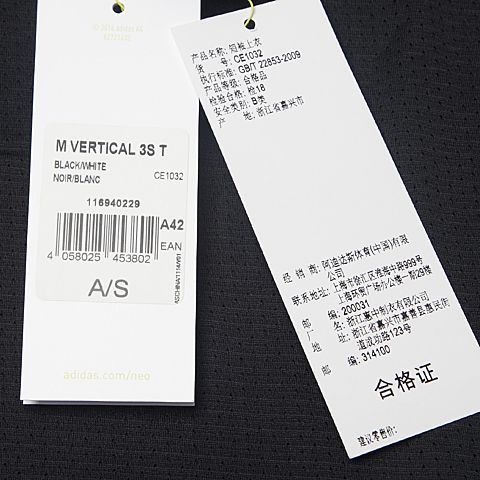 M VERTICAL 3S T
BLACK/WHITE
NOIR/BLANC
CE1032
116940229
A42
EAN
4 058025 453802
A/S
adidas.com/neo
产品名称: 短袖上衣
货 号: CE1032
执行标准: GB/T 22853-2009
产品等级: 合格品
检验合格: 检18
安全类别: B类
产 地: 浙江省嘉兴市
经 销 商: 阿迪达斯体育(中国)有限
公司
联系地址: 上海市徐汇区淮海中路999号
上海环贸广场办公楼一期29楼
邮 编: 200031
厂 名: 浙江惠中制衣有限公司
地 址: 浙江省嘉兴市嘉善县惠民街
道成功路123号
邮 编: 314100
合格证
建议零售价: